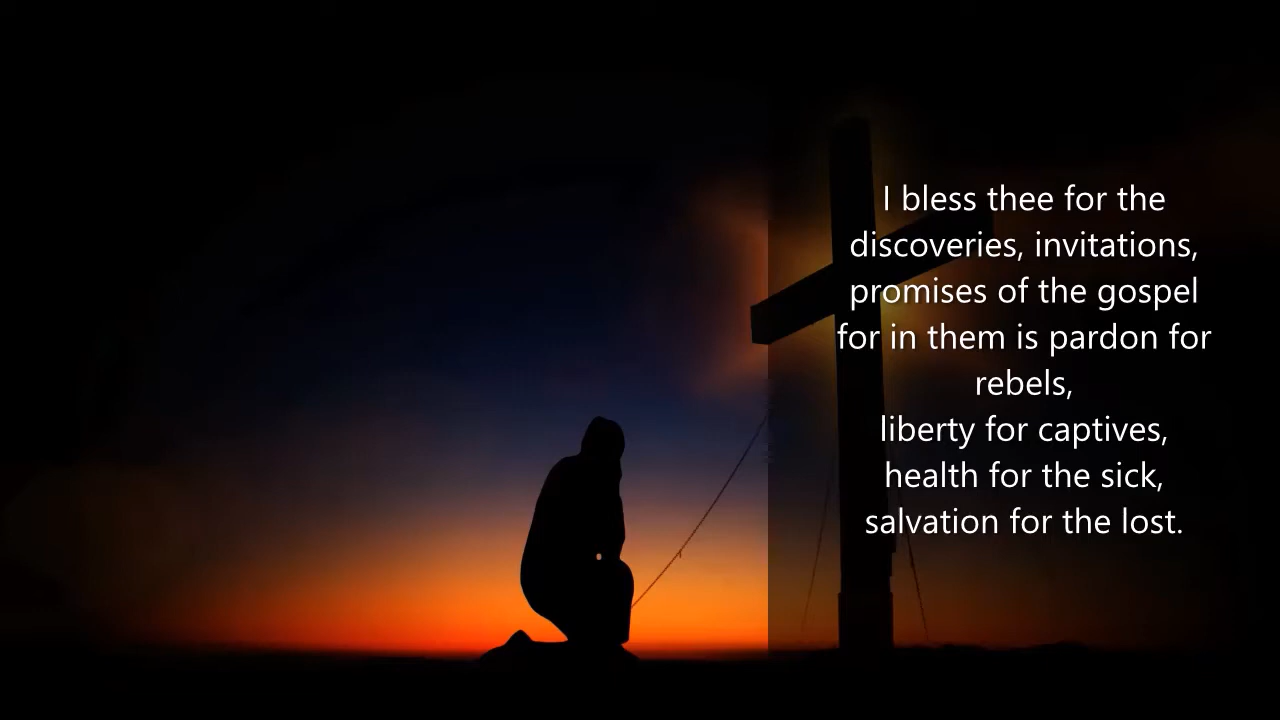 I bless thee for the
discoveries, invitations,
promises of the gospel
for in them is pardon for
rebels,
liberty for captives,
health for the sick,
salvation for the lost.